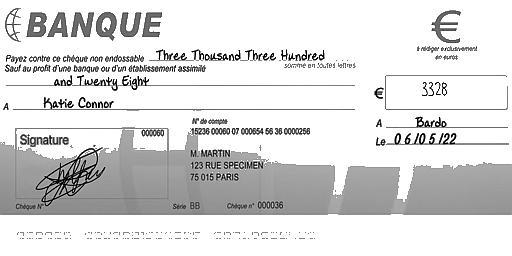 BANQUE
€
à rédiger exclusivement
en euros
Payez contre ce chèque non endossable Three Thousand Three Hundred
Sauf au profit d'une banque ou d'un établissement assimilé
somme en toutes lettres
and Twenty Eight
€ 3328
A Katie Connor
A Bardo
Le 06/05/22
N° de compte
Signature 000060
15236 00060 07 000654 56 36 0000256
M. MARTIN
123 RUE SPECIMEN
75 015 PARIS
Chèque N°
Série BB Chèque n° 000036